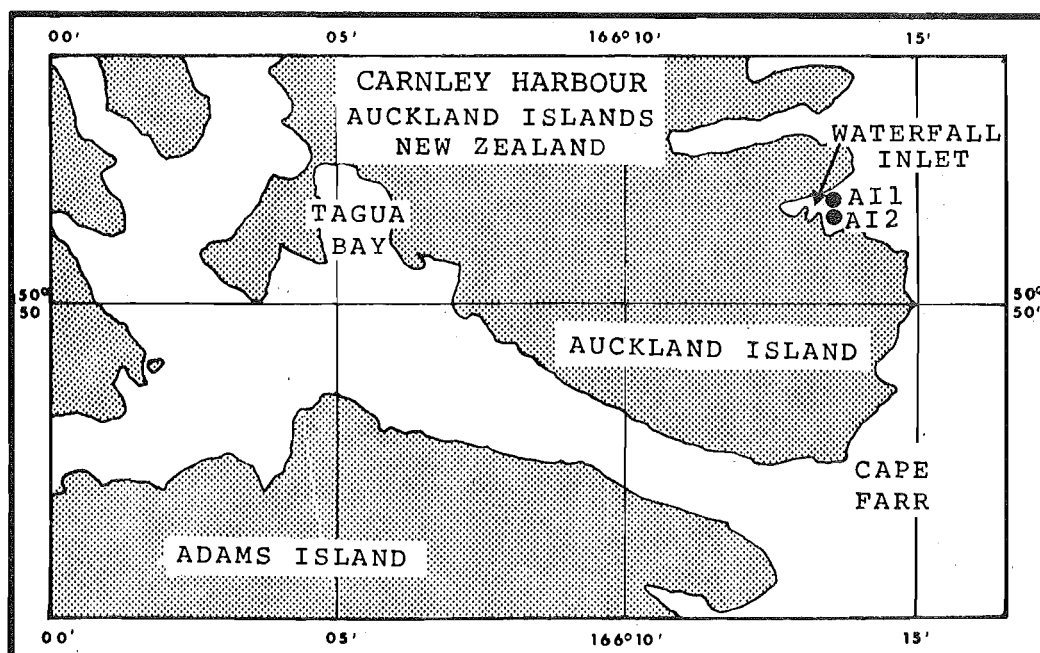 00'
05'
166°10'
15'
CARNLEY HARBOUR
AUCKLAND ISLANDS
NEW ZEALAND
WATERFALL
INLET
AI1
AI2
TAGUA
BAY
50°
50'
50°
50'
AUCKLAND ISLAND
CAPE
FARR
ADAMS ISLAND
00'
05'
166°10'
15'